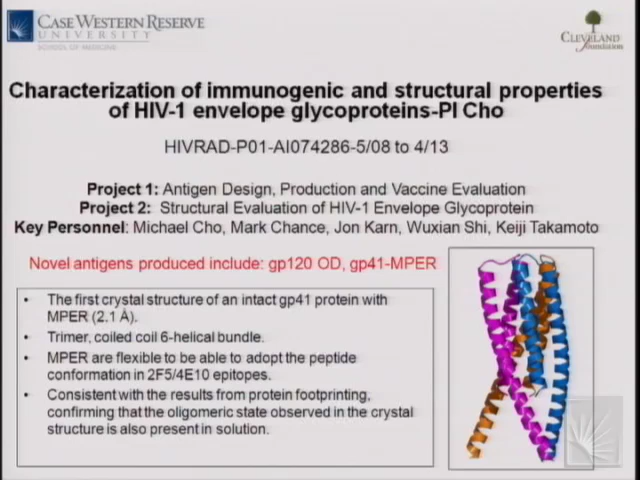 CASE WESTERN RESERVE
UNIVERSITY
SCHOOL OF MEDICINE
CLEVELAND
Foundation
Characterization of immunogenic and structural properties
of HIV-1 envelope glycoproteins-PI Cho
HIVRAD-P01-AI074286-5/08 to 4/13
Project 1: Antigen Design, Production and Vaccine Evaluation
Project 2: Structural Evaluation of HIV-1 Envelope Glycoprotein
Key Personnel: Michael Cho, Mark Chance, Jon Karn, Wuxian Shi, Keiji Takamoto
Novel antigens produced include: gp120 OD, gp41-MPER
• The first crystal structure of an intact gp41 protein with
MPER (2.1 Å).
• Trimer, coiled coil 6-helical bundle.
• MPER are flexible to be able to adopt the peptide
conformation in 2F5/4E10 epitopes.
• Consistent with the results from protein footprinting,
confirming that the oligomeric state observed in the crystal
structure is also present in solution.